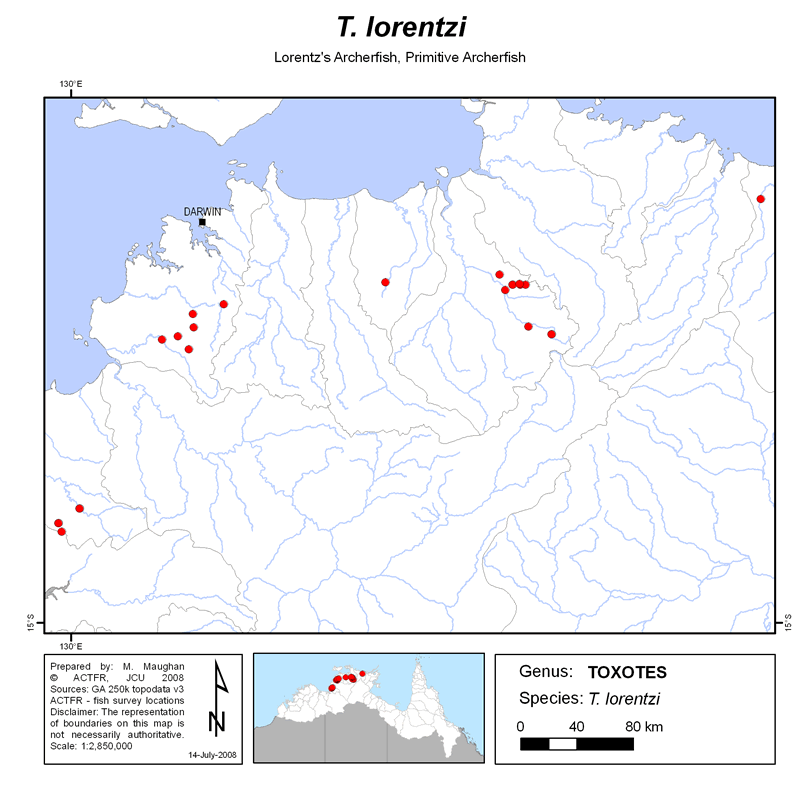 T. lorentzi
Lorentz's Archerfish, Primitive Archerfish
130°E
DARWIN
15°S
15°S
130°E
Prepared by: M. Maughan
© ACTFR, JCU 2008
Sources: GA 250k topodata v3
ACTFR - fish survey locations
Disclaimer: The representation
of boundaries on this map is
not necessarily authoritative.
Scale: 1:2,850,000
N
14-July-2008
Genus: TOXOTES
Species: T. lorentzi
0 40 80 km